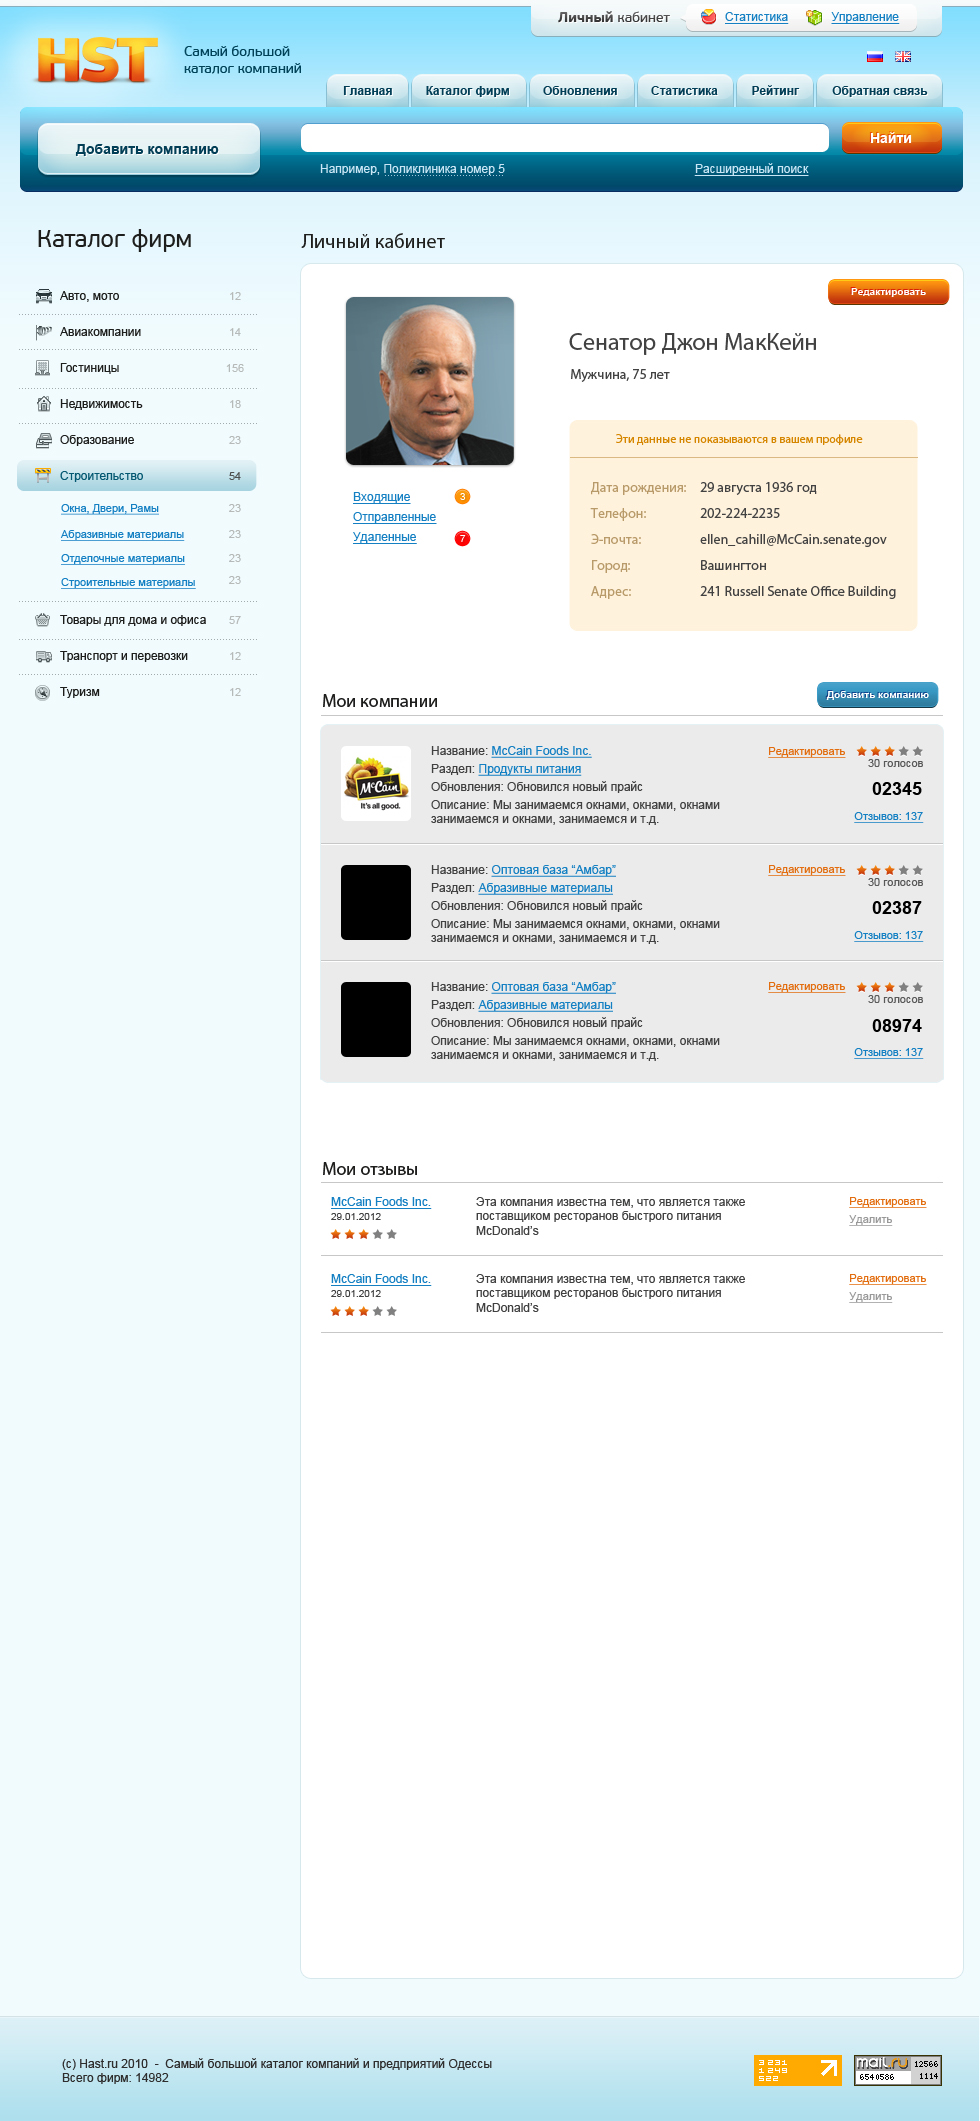 Личный кабинет
Статистика
Управление
HST
Самый большой
каталог компаний
Главная
Каталог фирм
Обновления
Статистика
Рейтинг
Обратная связь
Добавить компанию
Найти
Например, Поликлиника номер 5
Расширенный поиск
Каталог фирм
Авто, мото 12
Авиакомпании 14
Гостиницы 156
Недвижимость 18
Образование 23
Строительство 54
Окна, Двери, Рамы 23
Абразивные материалы 23
Отделочные материалы 23
Строительные материалы 23
Товары для дома и офиса 57
Транспорт и перевозки 12
Туризм 12
Личный кабинет
Редактировать
Сенатор Джон МакКейн
Мужчина, 75 лет
Входящие 3
Отправленные
Удаленные 7
Эти данные не показываются в вашем профиле
Дата рождения: 29 августа 1936 год
Телефон: 202-224-2235
Э-почта: ellen_cahill@McCain.senate.gov
Город: Вашингтон
Адрес: 241 Russell Senate Office Building
Мои компании
Добавить компанию
McCain
It's all good.
Название: McCain Foods Inc.
Раздел: Продукты питания
Обновления: Обновился новый прайс
Описание: Мы занимаемся окнами, окнами, окнами
занимаемся и окнами, занимаемся и т.д.
Редактировать
30 голосов
02345
Отзывов: 137
Название: Оптовая база “Амбар”
Раздел: Абразивные материалы
Обновления: Обновился новый прайс
Описание: Мы занимаемся окнами, окнами, окнами
занимаемся и окнами, занимаемся и т.д.
Редактировать
30 голосов
02387
Отзывов: 137
Название: Оптовая база “Амбар”
Раздел: Абразивные материалы
Обновления: Обновился новый прайс
Описание: Мы занимаемся окнами, окнами, окнами
занимаемся и окнами, занимаемся и т.д.
Редактировать
30 голосов
08974
Отзывов: 137
Мои отзывы
McCain Foods Inc.
29.01.2012
Эта компания известна тем, что является также
поставщиком ресторанов быстрого питания
McDonald’s
Редактировать
Удалить
McCain Foods Inc.
29.01.2012
Эта компания известна тем, что является также
поставщиком ресторанов быстрого питания
McDonald’s
Редактировать
Удалить
(c) Hast.ru 2010 - Самый большой каталог компаний и предприятий Одессы
Всего фирм: 14982
3231
1249
522
mail.ru 12566
6540586 1114